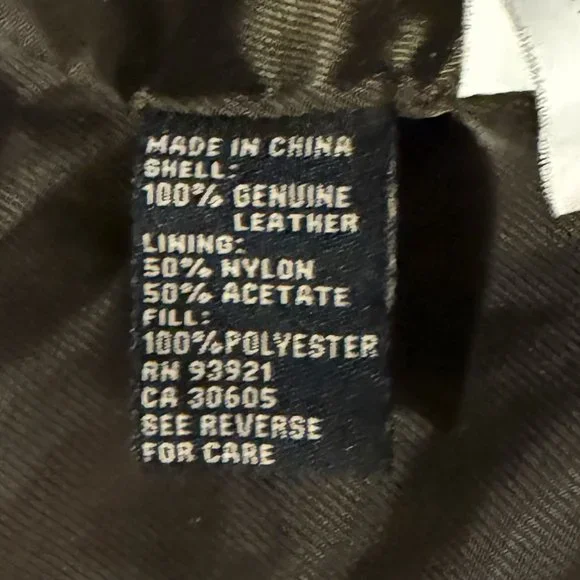 MADE IN CHINA
SHELL:
100% GENUINE
LEATHER
LINING:
50% NYLON
50% ACETATE
FILL:
100% POLYESTER
RN 93921
CA 30605
SEE REVERSE
FOR CARE